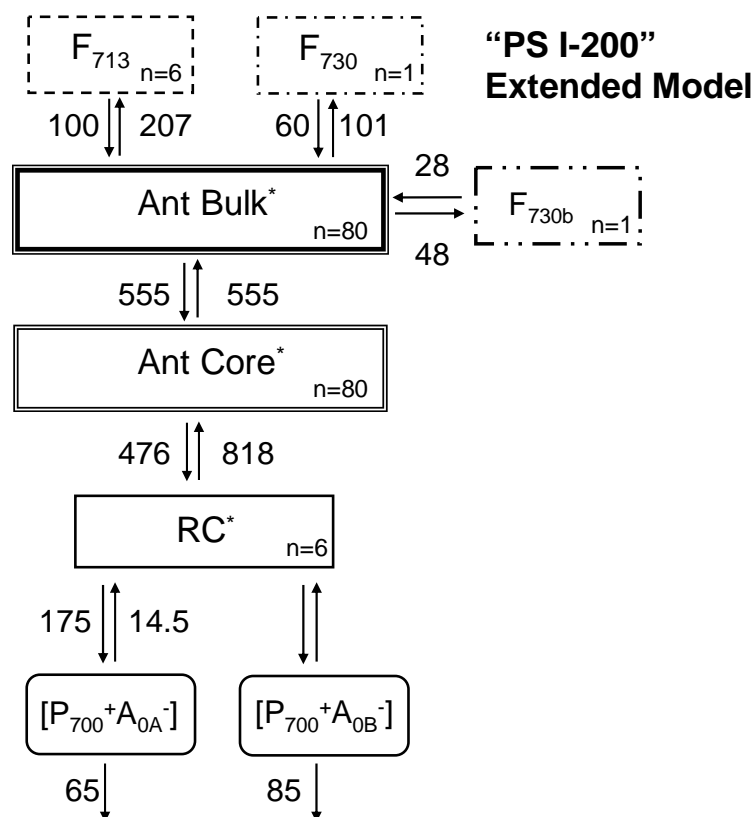 F713 n=6
F730 n=1
“PS I-200”
Extended Model
100 207
60 101
28
Ant Bulk*
n=80
F730b n=1
48
555 555
Ant Core*
n=80
476 818
RC*
n=6
175 14.5
[P700+A0A-]
[P700+A0B-]
65
85